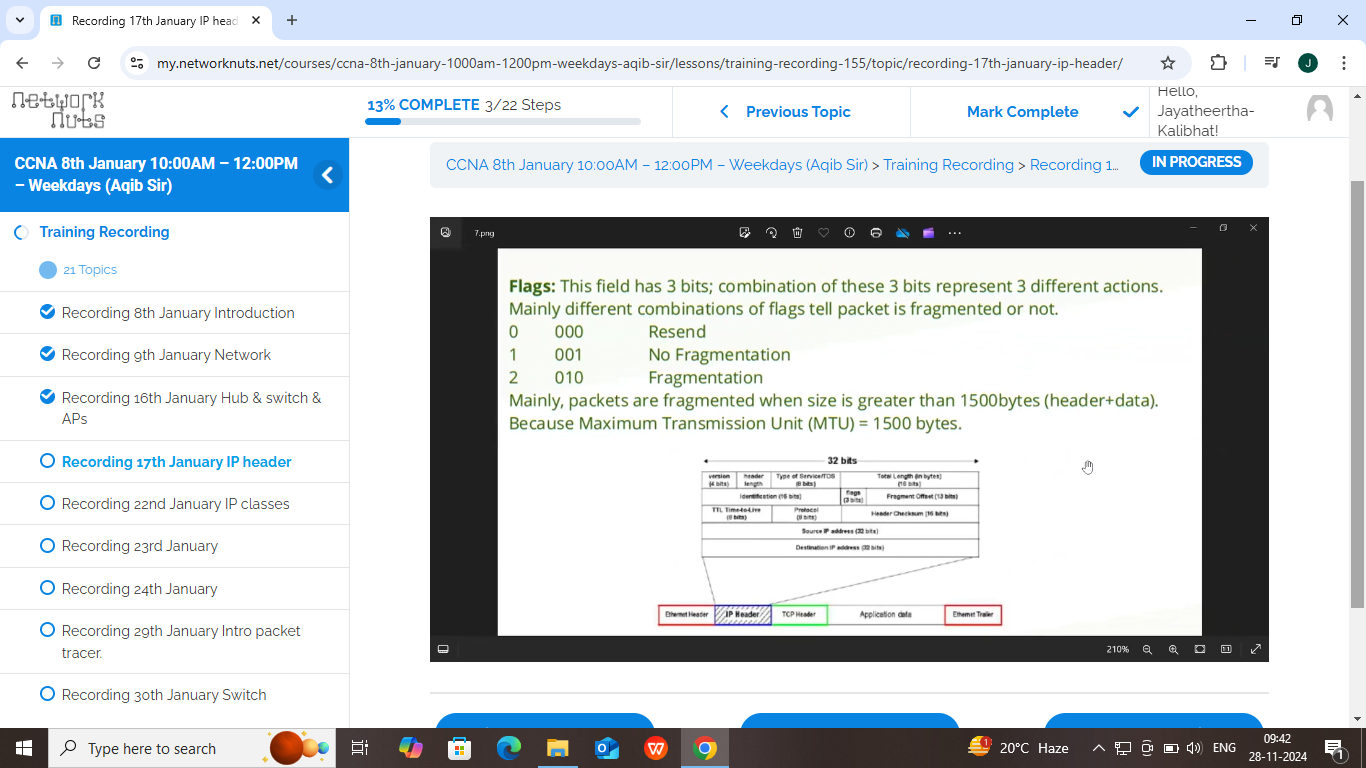 Recording 17th January IP head
my.networknuts.net/courses/ccna-8th-january-1000am-1200pm-weekdays-aqib-sir/lessons/training-recording-155/topic/recording-17th-january-ip-header/
J
network
nuts
13% COMPLETE 3/22 Steps
Previous Topic
Mark Complete
Hello,
Jayatheertha-
Kalibhat!
CCNA 8th January 10:00AM – 12:00PM
– Weekdays (Aqib Sir)
Training Recording
21 Topics
Recording 8th January Introduction
Recording 9th January Network
Recording 16th January Hub & switch &
APs
Recording 17th January IP header
Recording 22nd January IP classes
Recording 23rd January
Recording 24th January
Recording 29th January Intro packet
tracer.
Recording 30th January Switch
CCNA 8th January 10:00AM – 12:00PM – Weekdays (Aqib Sir) > Training Recording > Recording 1...
IN PROGRESS
7.png
Flags: This field has 3 bits; combination of these 3 bits represent 3 different actions.
Mainly different combinations of flags tell packet is fragmented or not.
0 000 Resend
1 001 No Fragmentation
2 010 Fragmentation
Mainly, packets are fragmented when size is greater than 1500bytes (header+data).
Because Maximum Transmission Unit (MTU) = 1500 bytes.
32 bits
version (4 bits)
header length
Type of Service/TOS (8 bits)
Total Length (in bytes) (16 bits)
Identification (16 bits)
flags (3 bits)
Fragment Offset (13 bits)
TTL Time-to-Live (8 bits)
Protocol (8 bits)
Header Checksum (16 bits)
Source IP address (32 bits)
Destination IP address (32 bits)
Ethernet Header
IP Header
TCP Header
Application data
Ethernet Trailer
210%
Type here to search
1
20°C Haze
ENG
09:42
28-11-2024
1